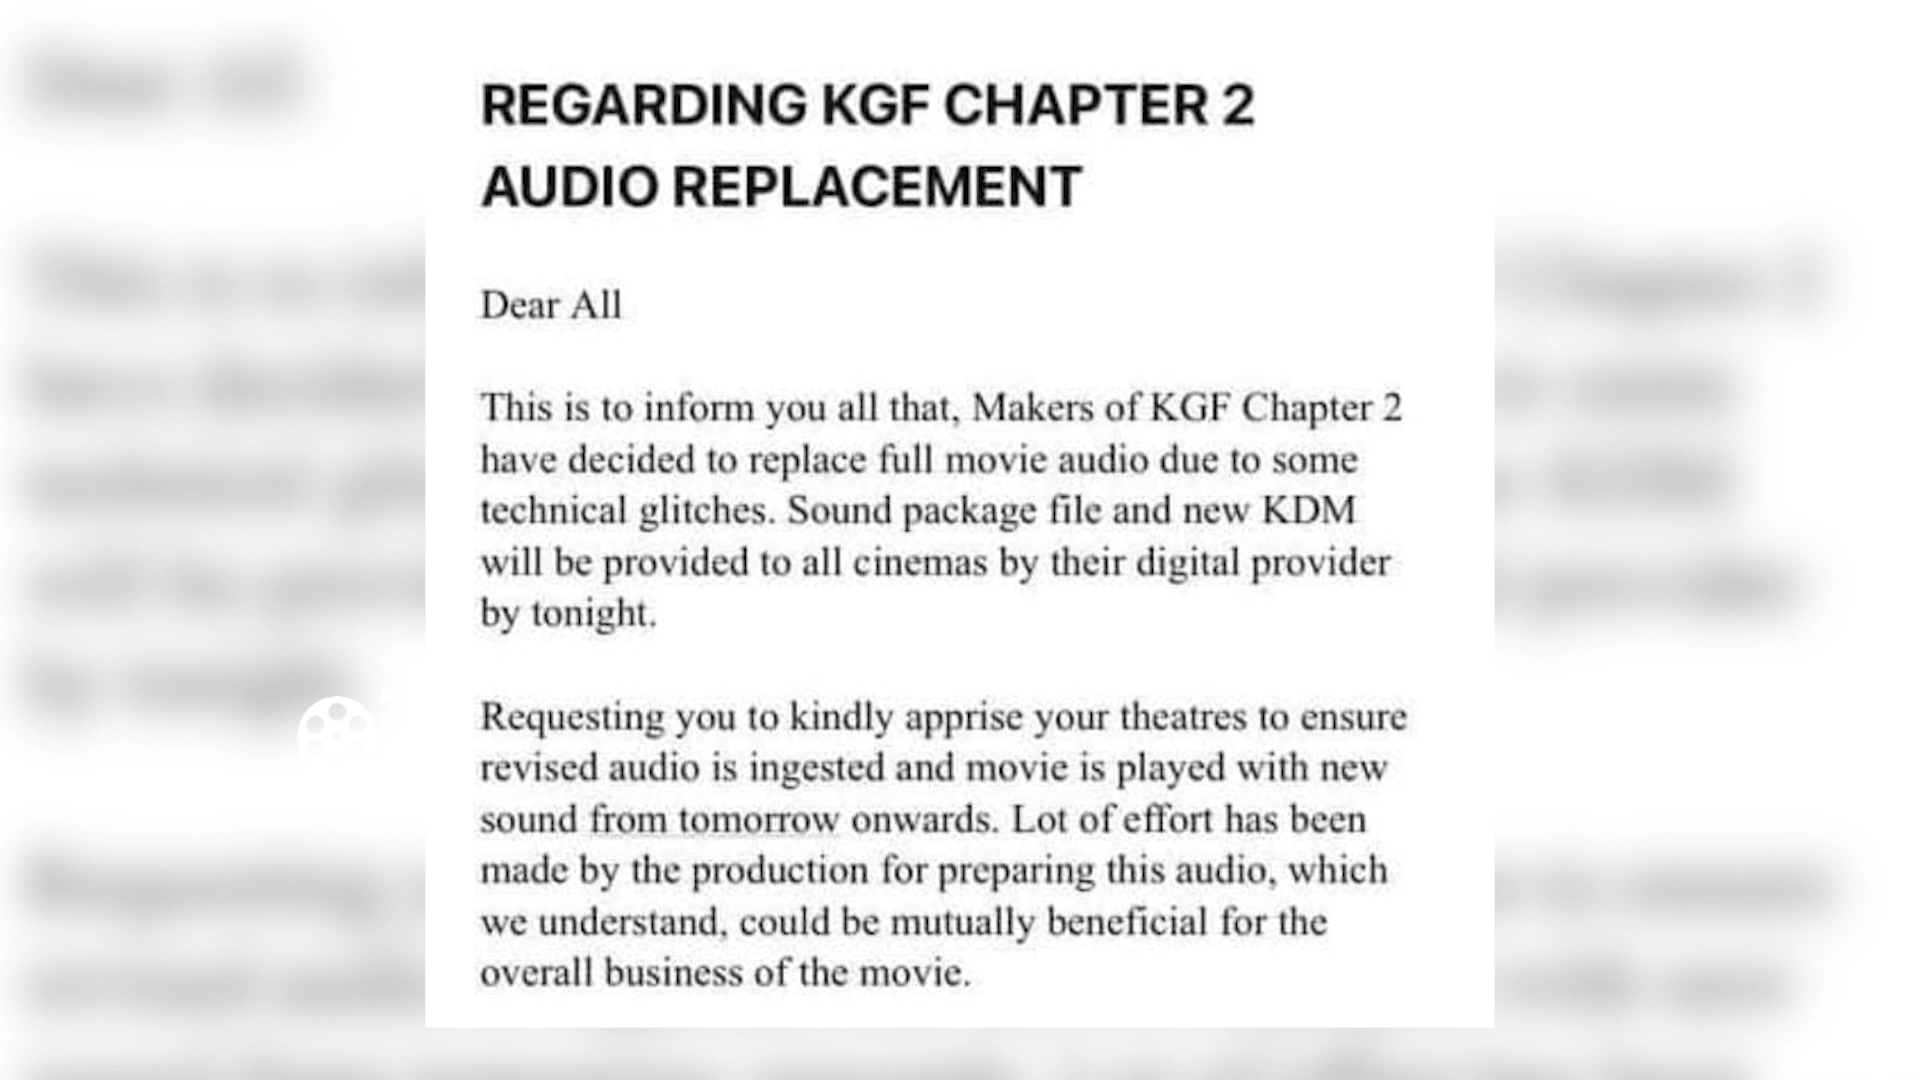 REGARDING KGF CHAPTER 2
AUDIO REPLACEMENT
Dear All
This is to inform you all that, Makers of KGF Chapter 2
have decided to replace full movie audio due to some
technical glitches. Sound package file and new KDM
will be provided to all cinemas by their digital provider
by tonight.
Requesting you to kindly apprise your theatres to ensure
revised audio is ingested and movie is played with new
sound from tomorrow onwards. Lot of effort has been
made by the production for preparing this audio, which
we understand, could be mutually beneficial for the
overall business of the movie.